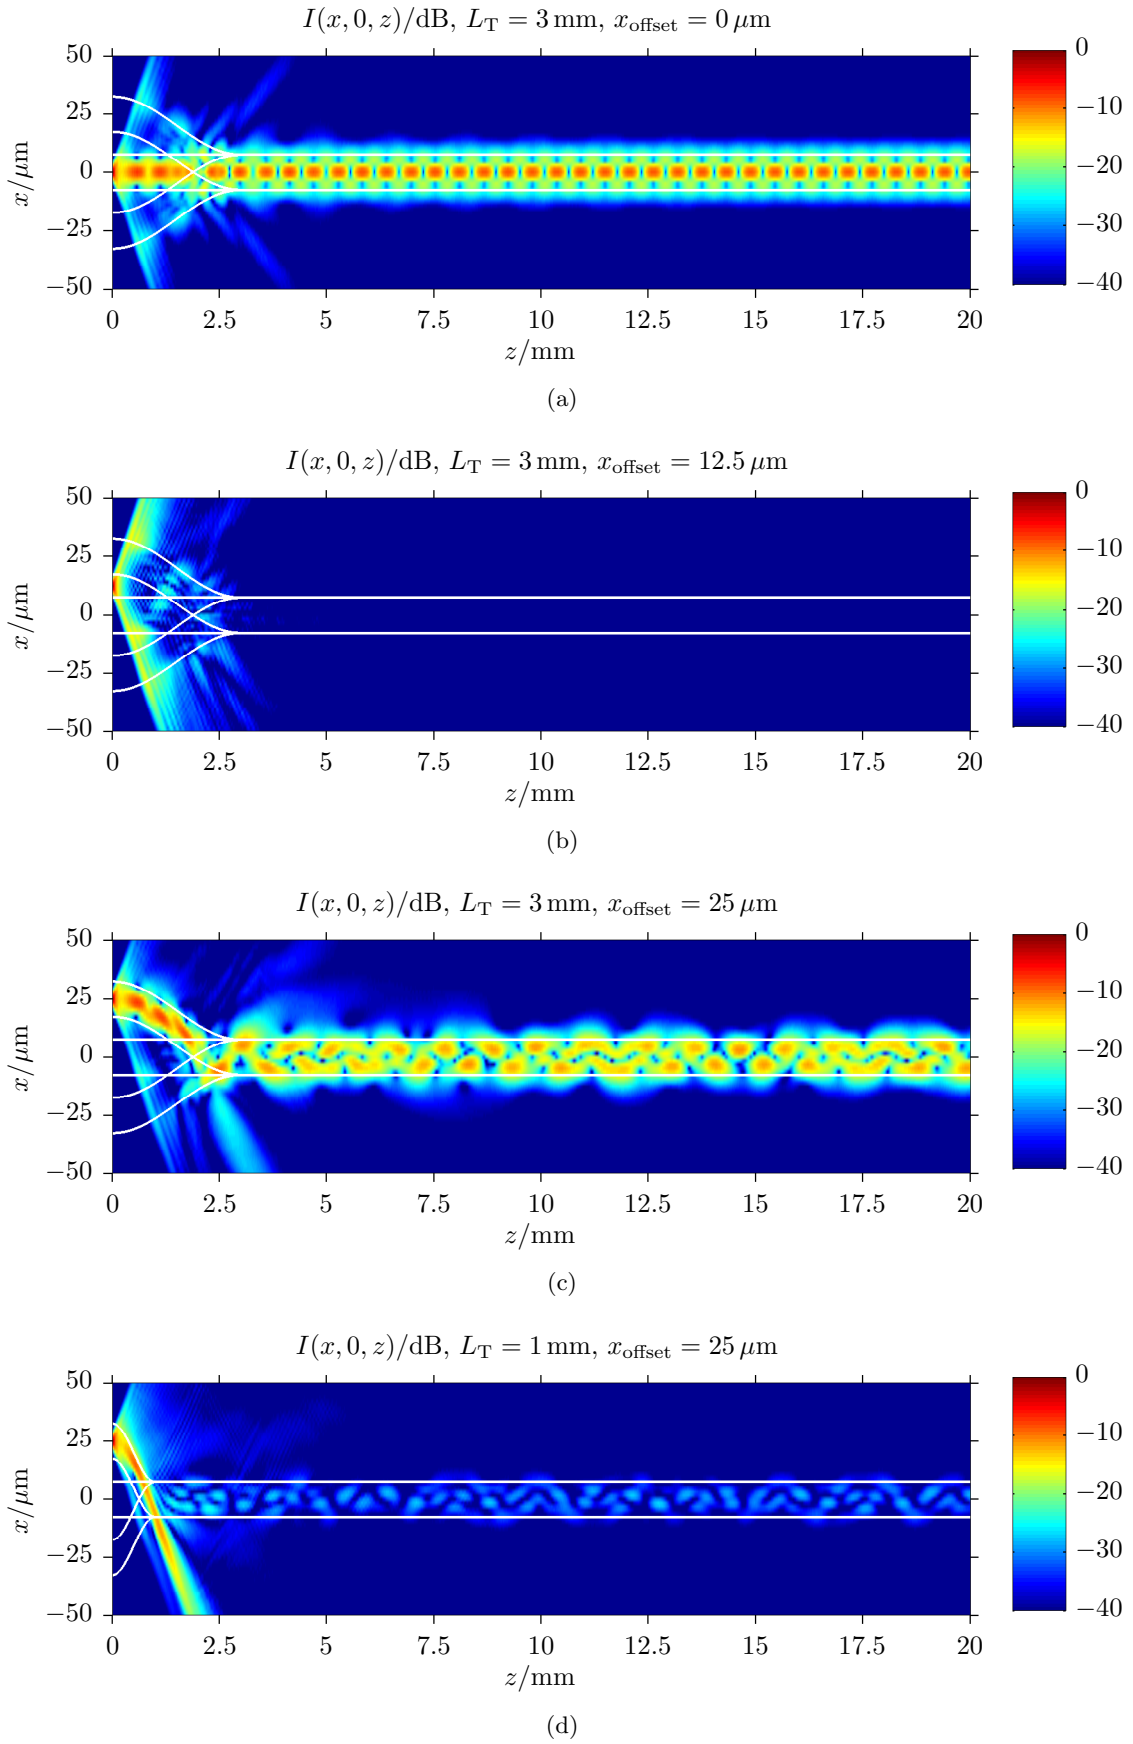 I(x, 0, z)/dB, L_T = 3 mm, x_offset = 0 μm
50
25
0
−25
−50
x/μm
0 2.5 5 7.5 10 12.5 15 17.5 20
z/mm
0
−10
−20
−30
−40
(a)
I(x, 0, z)/dB, L_T = 3 mm, x_offset = 12.5 μm
50
25
0
−25
−50
x/μm
0 2.5 5 7.5 10 12.5 15 17.5 20
z/mm
0
−10
−20
−30
−40
(b)
I(x, 0, z)/dB, L_T = 3 mm, x_offset = 25 μm
50
25
0
−25
−50
x/μm
0 2.5 5 7.5 10 12.5 15 17.5 20
z/mm
0
−10
−20
−30
−40
(c)
I(x, 0, z)/dB, L_T = 1 mm, x_offset = 25 μm
50
25
0
−25
−50
x/μm
0 2.5 5 7.5 10 12.5 15 17.5 20
z/mm
0
−10
−20
−30
−40
(d)